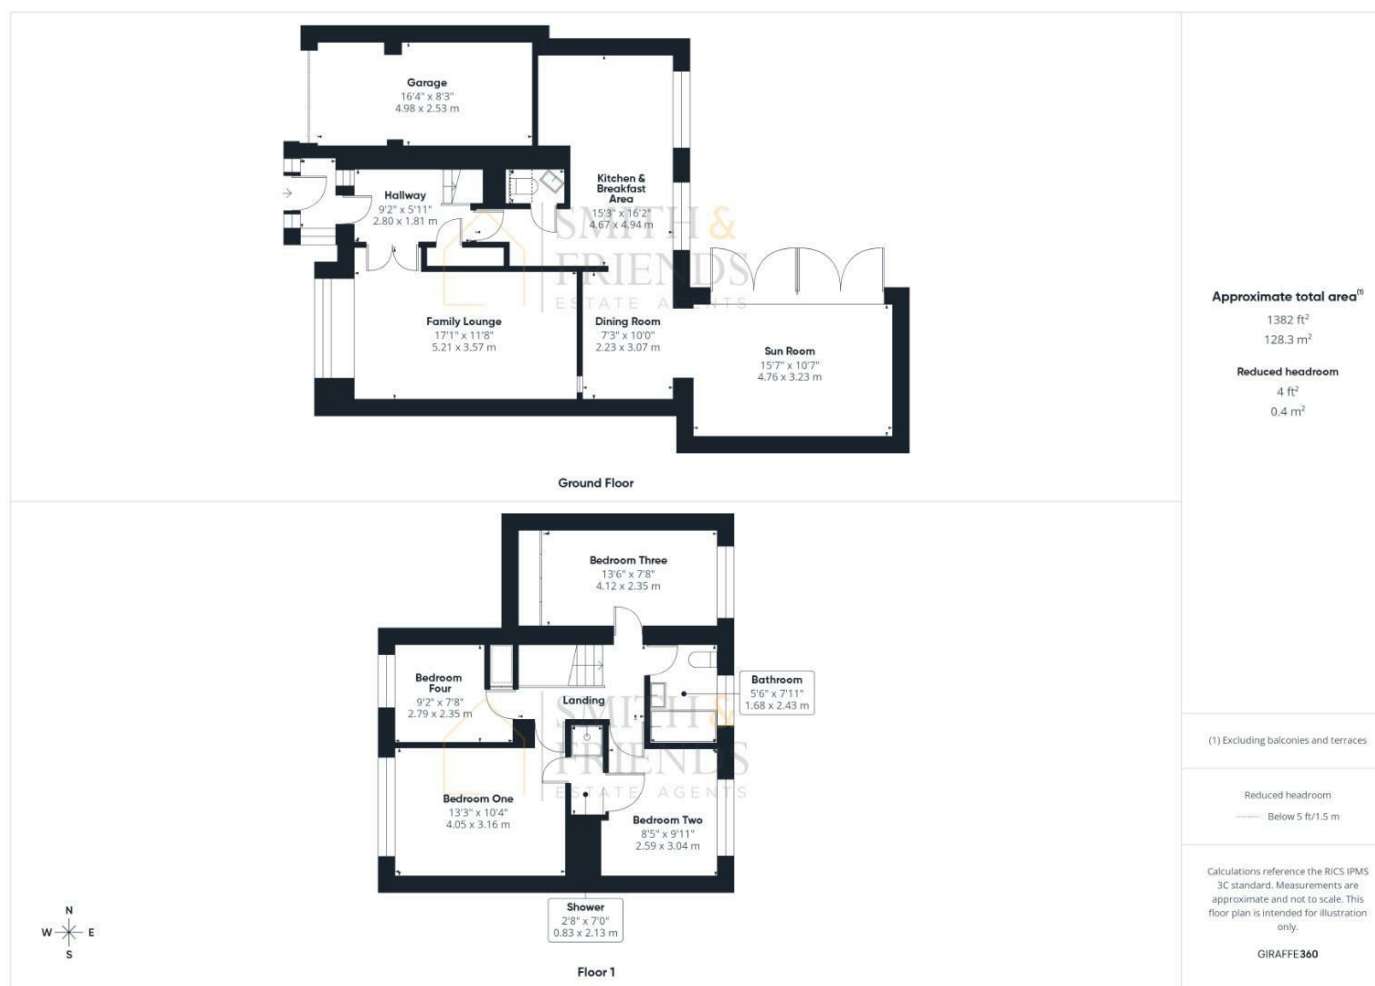 Garage
16'4" x 8'3"
4.98 x 2.53 m
Hallway
9'2" x 5'11"
2.80 x 1.81 m
Kitchen &
Breakfast
Area
15'3" x 16'2"
4.67 x 4.94 m
SMITH &
FRIENDS
ESTATE AGENTS
Family Lounge
17'1" x 11'8"
5.21 x 3.57 m
Dining Room
7'3" x 10'0"
2.23 x 3.07 m
Sun Room
15'7" x 10'7"
4.76 x 3.23 m
Ground Floor
Approximate total area(1)
1382 ft²
128.3 m²
Reduced headroom
4 ft²
0.4 m²
Bedroom Three
13'6" x 7'8"
4.12 x 2.35 m
Bedroom
Four
9'2" x 7'8"
2.79 x 2.35 m
Landing
Bathroom
5'6" x 7'11"
1.68 x 2.43 m
SMITH &
FRIENDS
ESTATE AGENTS
Bedroom One
13'3" x 10'4"
4.05 x 3.16 m
Bedroom Two
8'5" x 9'11"
2.59 x 3.04 m
Shower
2'8" x 7'0"
0.83 x 2.13 m
Floor 1
N
W E
S
(1) Excluding balconies and terraces
Reduced headroom
Below 5 ft/1.5 m
Calculations reference the RICS IPMS
3C standard. Measurements are
approximate and not to scale. This
floor plan is intended for illustration
only.
GIRAFFE360